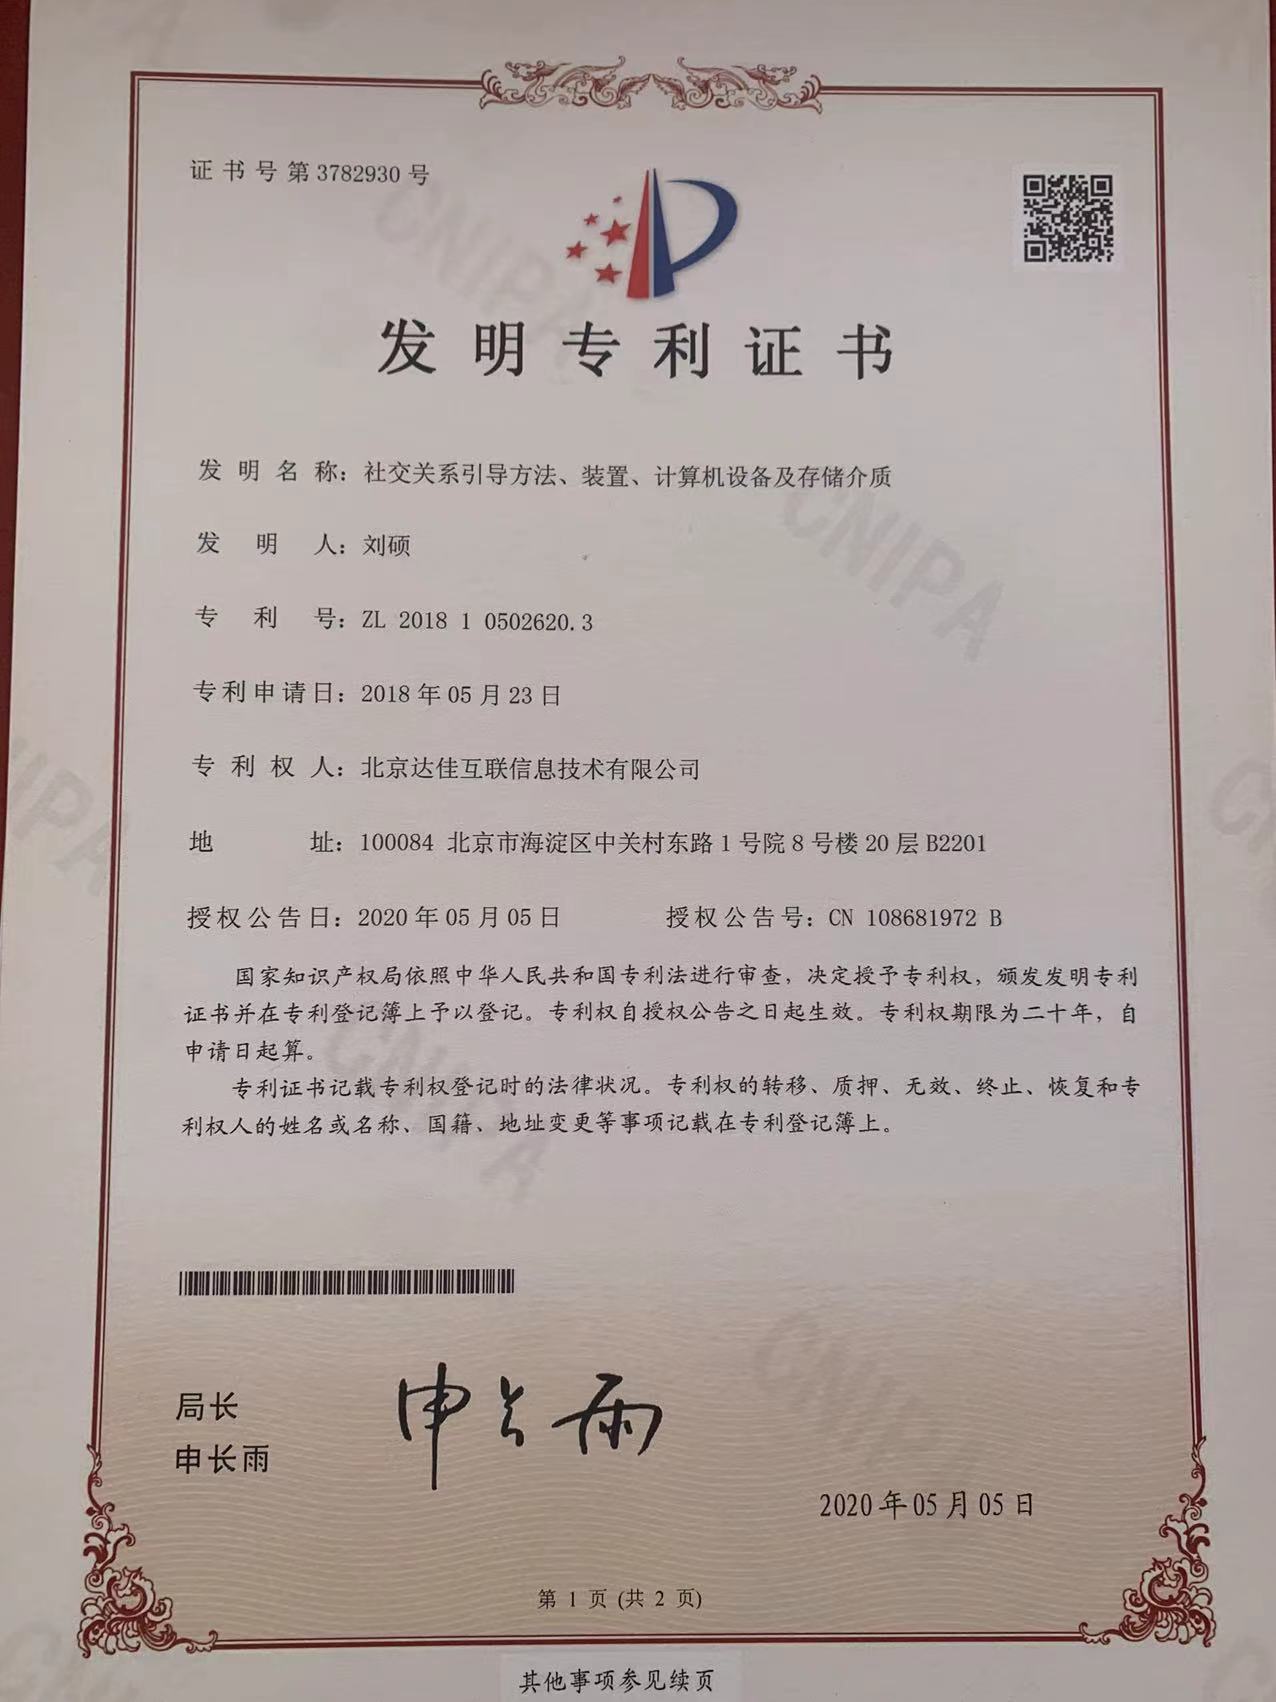 证书号第3782930号
发明专利证书
发明名称：社交关系引导方法、装置、计算机设备及存储介质
发明人：刘硕
专利号：ZL 2018 1 0502620.3
专利申请日：2018年05月23日
专利权人：北京达佳互联信息技术有限公司
地址：100084 北京市海淀区中关村东路1号院8号楼20层B2201
授权公告日：2020年05月05日 授权公告号：CN 108681972 B
国家知识产权局依照中华人民共和国专利法进行审查，决定授予专利权，颁发发明专利
证书并在专利登记簿上予以登记。专利权自授权公告之日起生效。专利权期限为二十年，自
申请日起算。
专利证书记载专利权登记时的法律状况。专利权的转移、质押、无效、终止、恢复和专
利权人的姓名或名称、国籍、地址变更等事项记载在专利登记簿上。
局长
申长雨
申长雨
2020年05月05日
第 1 页 (共 2 页)
其他事项参见续页
CNIPA
CNIPA
CNIPA
CNIPA
CNIPA